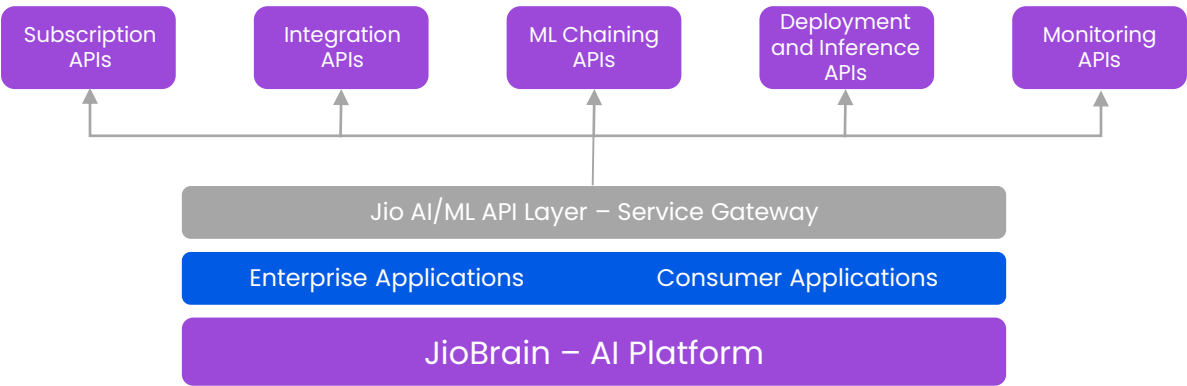 Subscription
APIs
Integration
APIs
ML Chaining
APIs
Deployment
and Inference
APIs
Monitoring
APIs
Jio AI/ML API Layer – Service Gateway
Enterprise Applications
Consumer Applications
JioBrain – AI Platform